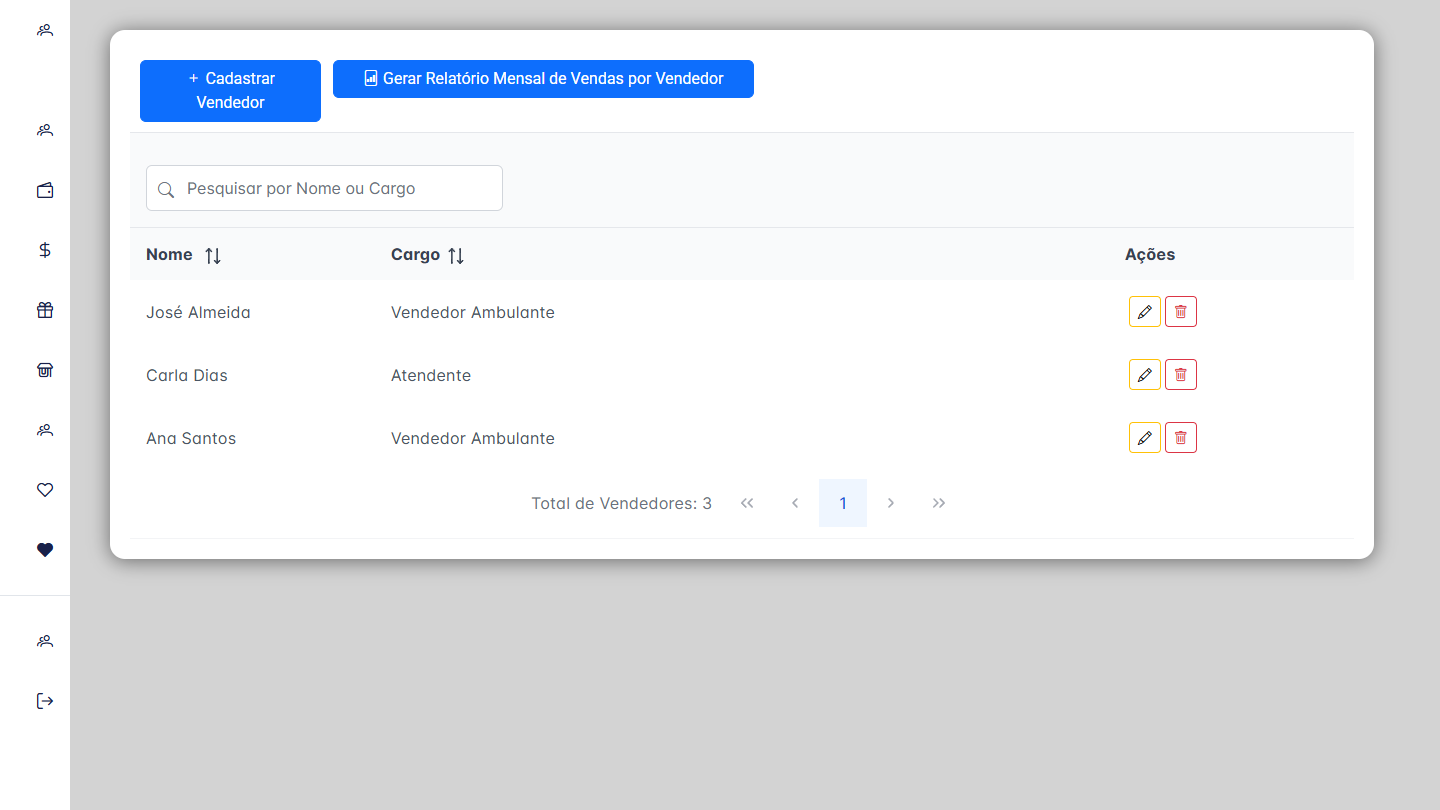 + Cadastrar
Vendedor
Gerar Relatório Mensal de Vendas por Vendedor
Pesquisar por Nome ou Cargo
Nome Cargo Ações
José Almeida Vendedor Ambulante
Carla Dias Atendente
Ana Santos Vendedor Ambulante
Total de Vendedores: 3 1